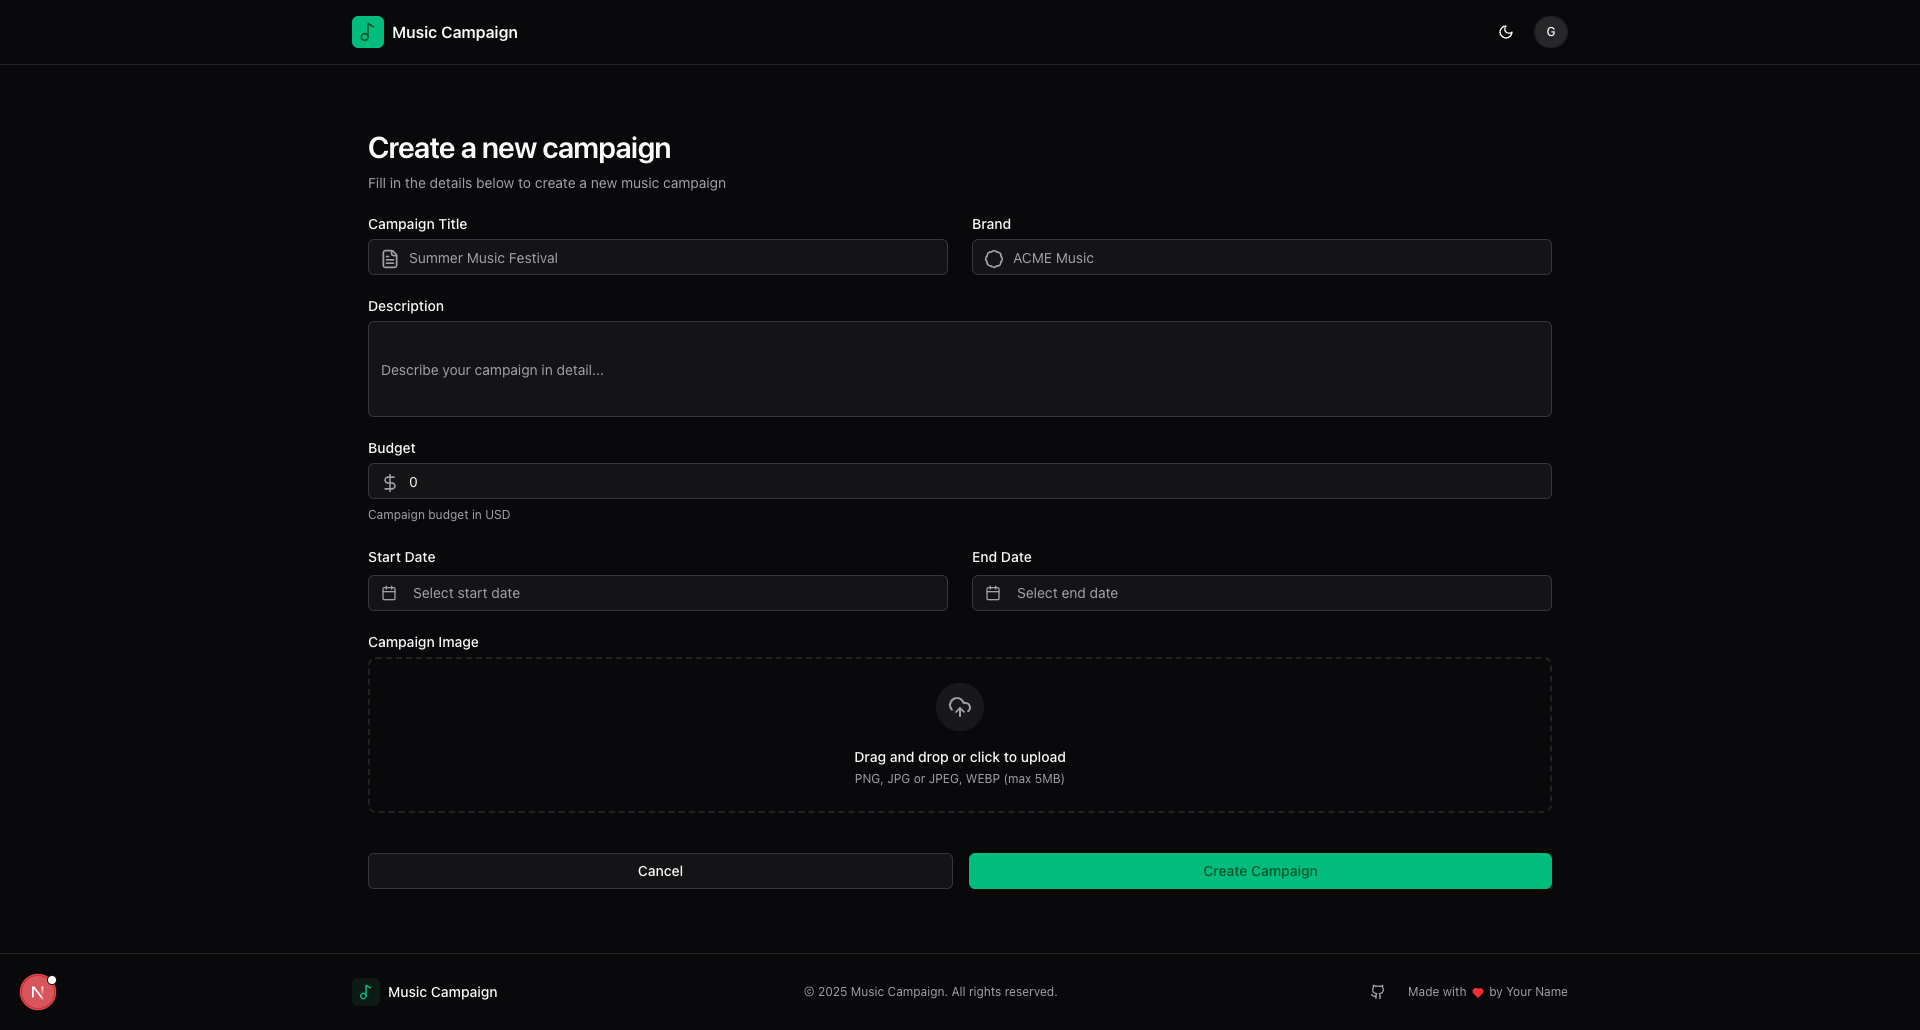 Music Campaign
G
Create a new campaign
Fill in the details below to create a new music campaign
Campaign Title
Brand
Summer Music Festival
ACME Music
Description
Describe your campaign in detail...
Budget
$ 0
Campaign budget in USD
Start Date
End Date
Select start date
Select end date
Campaign Image
Drag and drop or click to upload
PNG, JPG or JPEG, WEBP (max 5MB)
Cancel
Create Campaign
N
Music Campaign
© 2025 Music Campaign. All rights reserved.
Made with ❤ by Your Name